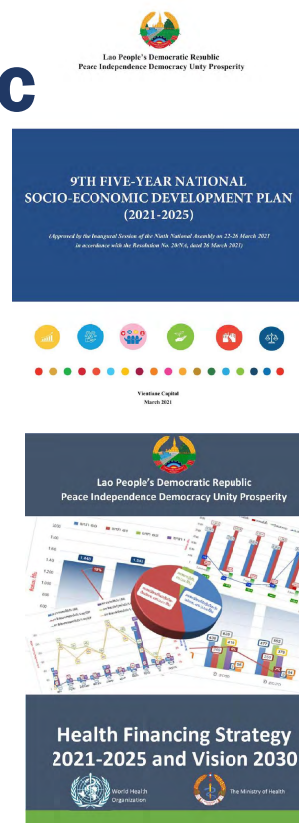 Lao People's Democratic Republic
Peace Independence Democracy Unty Prosperity
c
9TH FIVE-YEAR NATIONAL
SOCIO-ECONOMIC DEVELOPMENT PLAN
(2021-2025)
(Approved by the Inaugural Session of the Ninth National Assembly on 22-26 March 2021
in accordance with the Resolution No. 20/NA, dated 26 March 2021)
Vientiane Capital
March 2021
Lao People's Democratic Republic
Peace Independence Democracy Unity Prosperity
Health Financing Strategy
2021-2025 and Vision 2030
World Health
Organization
The Ministry of Health